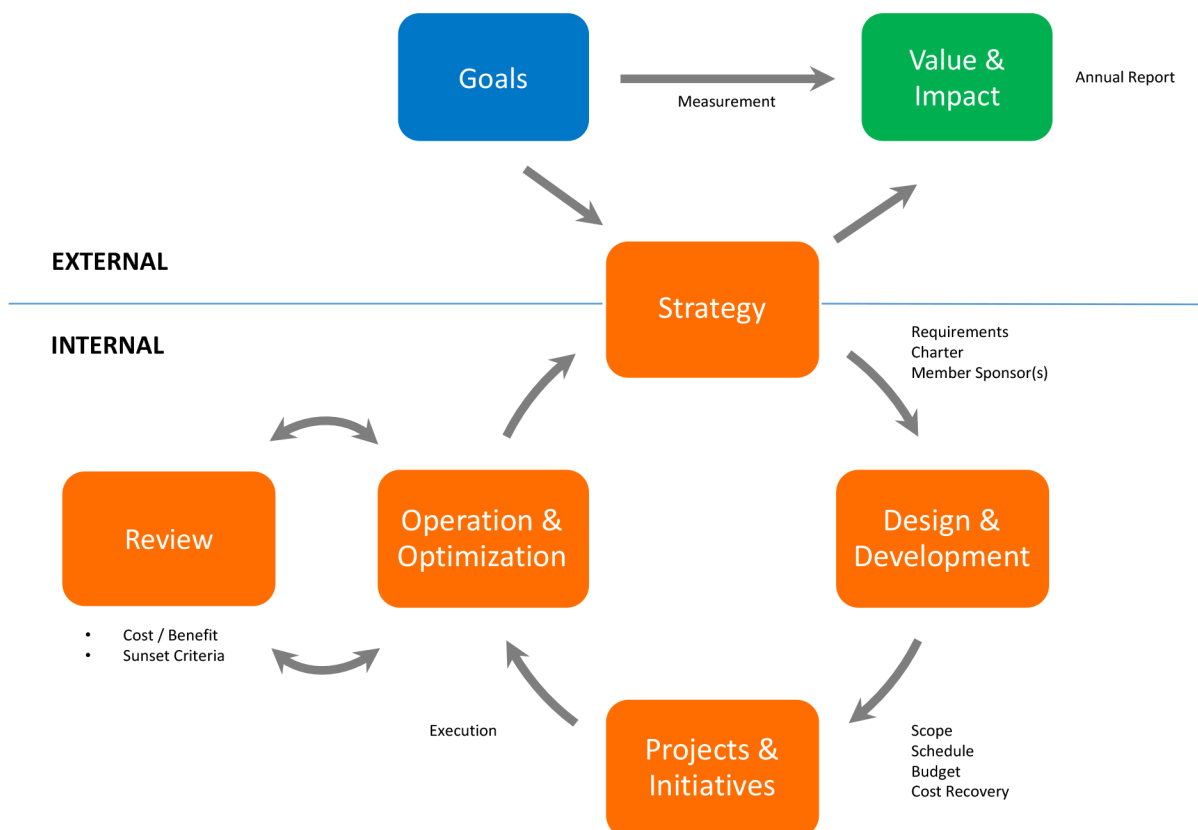 Goals
Measurement
Value &
Impact
Annual Report
EXTERNAL
Strategy
INTERNAL
Requirements
Charter
Member Sponsor(s)
Review
Operation &
Optimization
Design &
Development
• Cost / Benefit
• Sunset Criteria
Execution
Projects &
Initiatives
Scope
Schedule
Budget
Cost Recovery